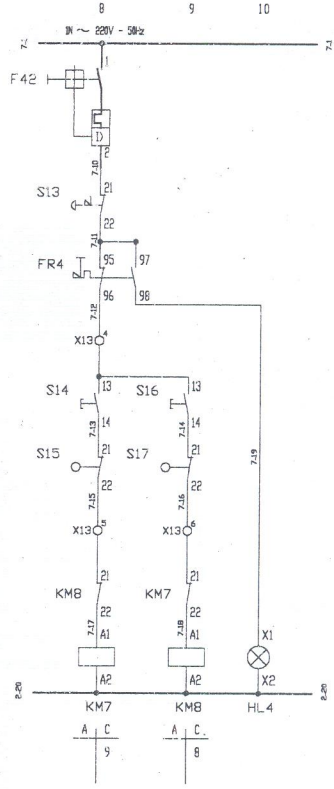 8 9 10
1N ~ 220V - 50Hz
7-1 7-1
1
F42
I>
2
7-10
S13 21
22
7-11
FR4 95 97
96 98
7-12
X13 4
S14 13 S16 13
14 14
7-13 7-14
7-19
S15 21 S17 21
22 22
7-15 7-16
X13 5 X13 6
21 21
KM8 KM7
22 22
7-17 7-18
A1 A1 X1
A2 A2 X2
2-20 2-20
KM7 KM8 HL4
A C A C
9 8